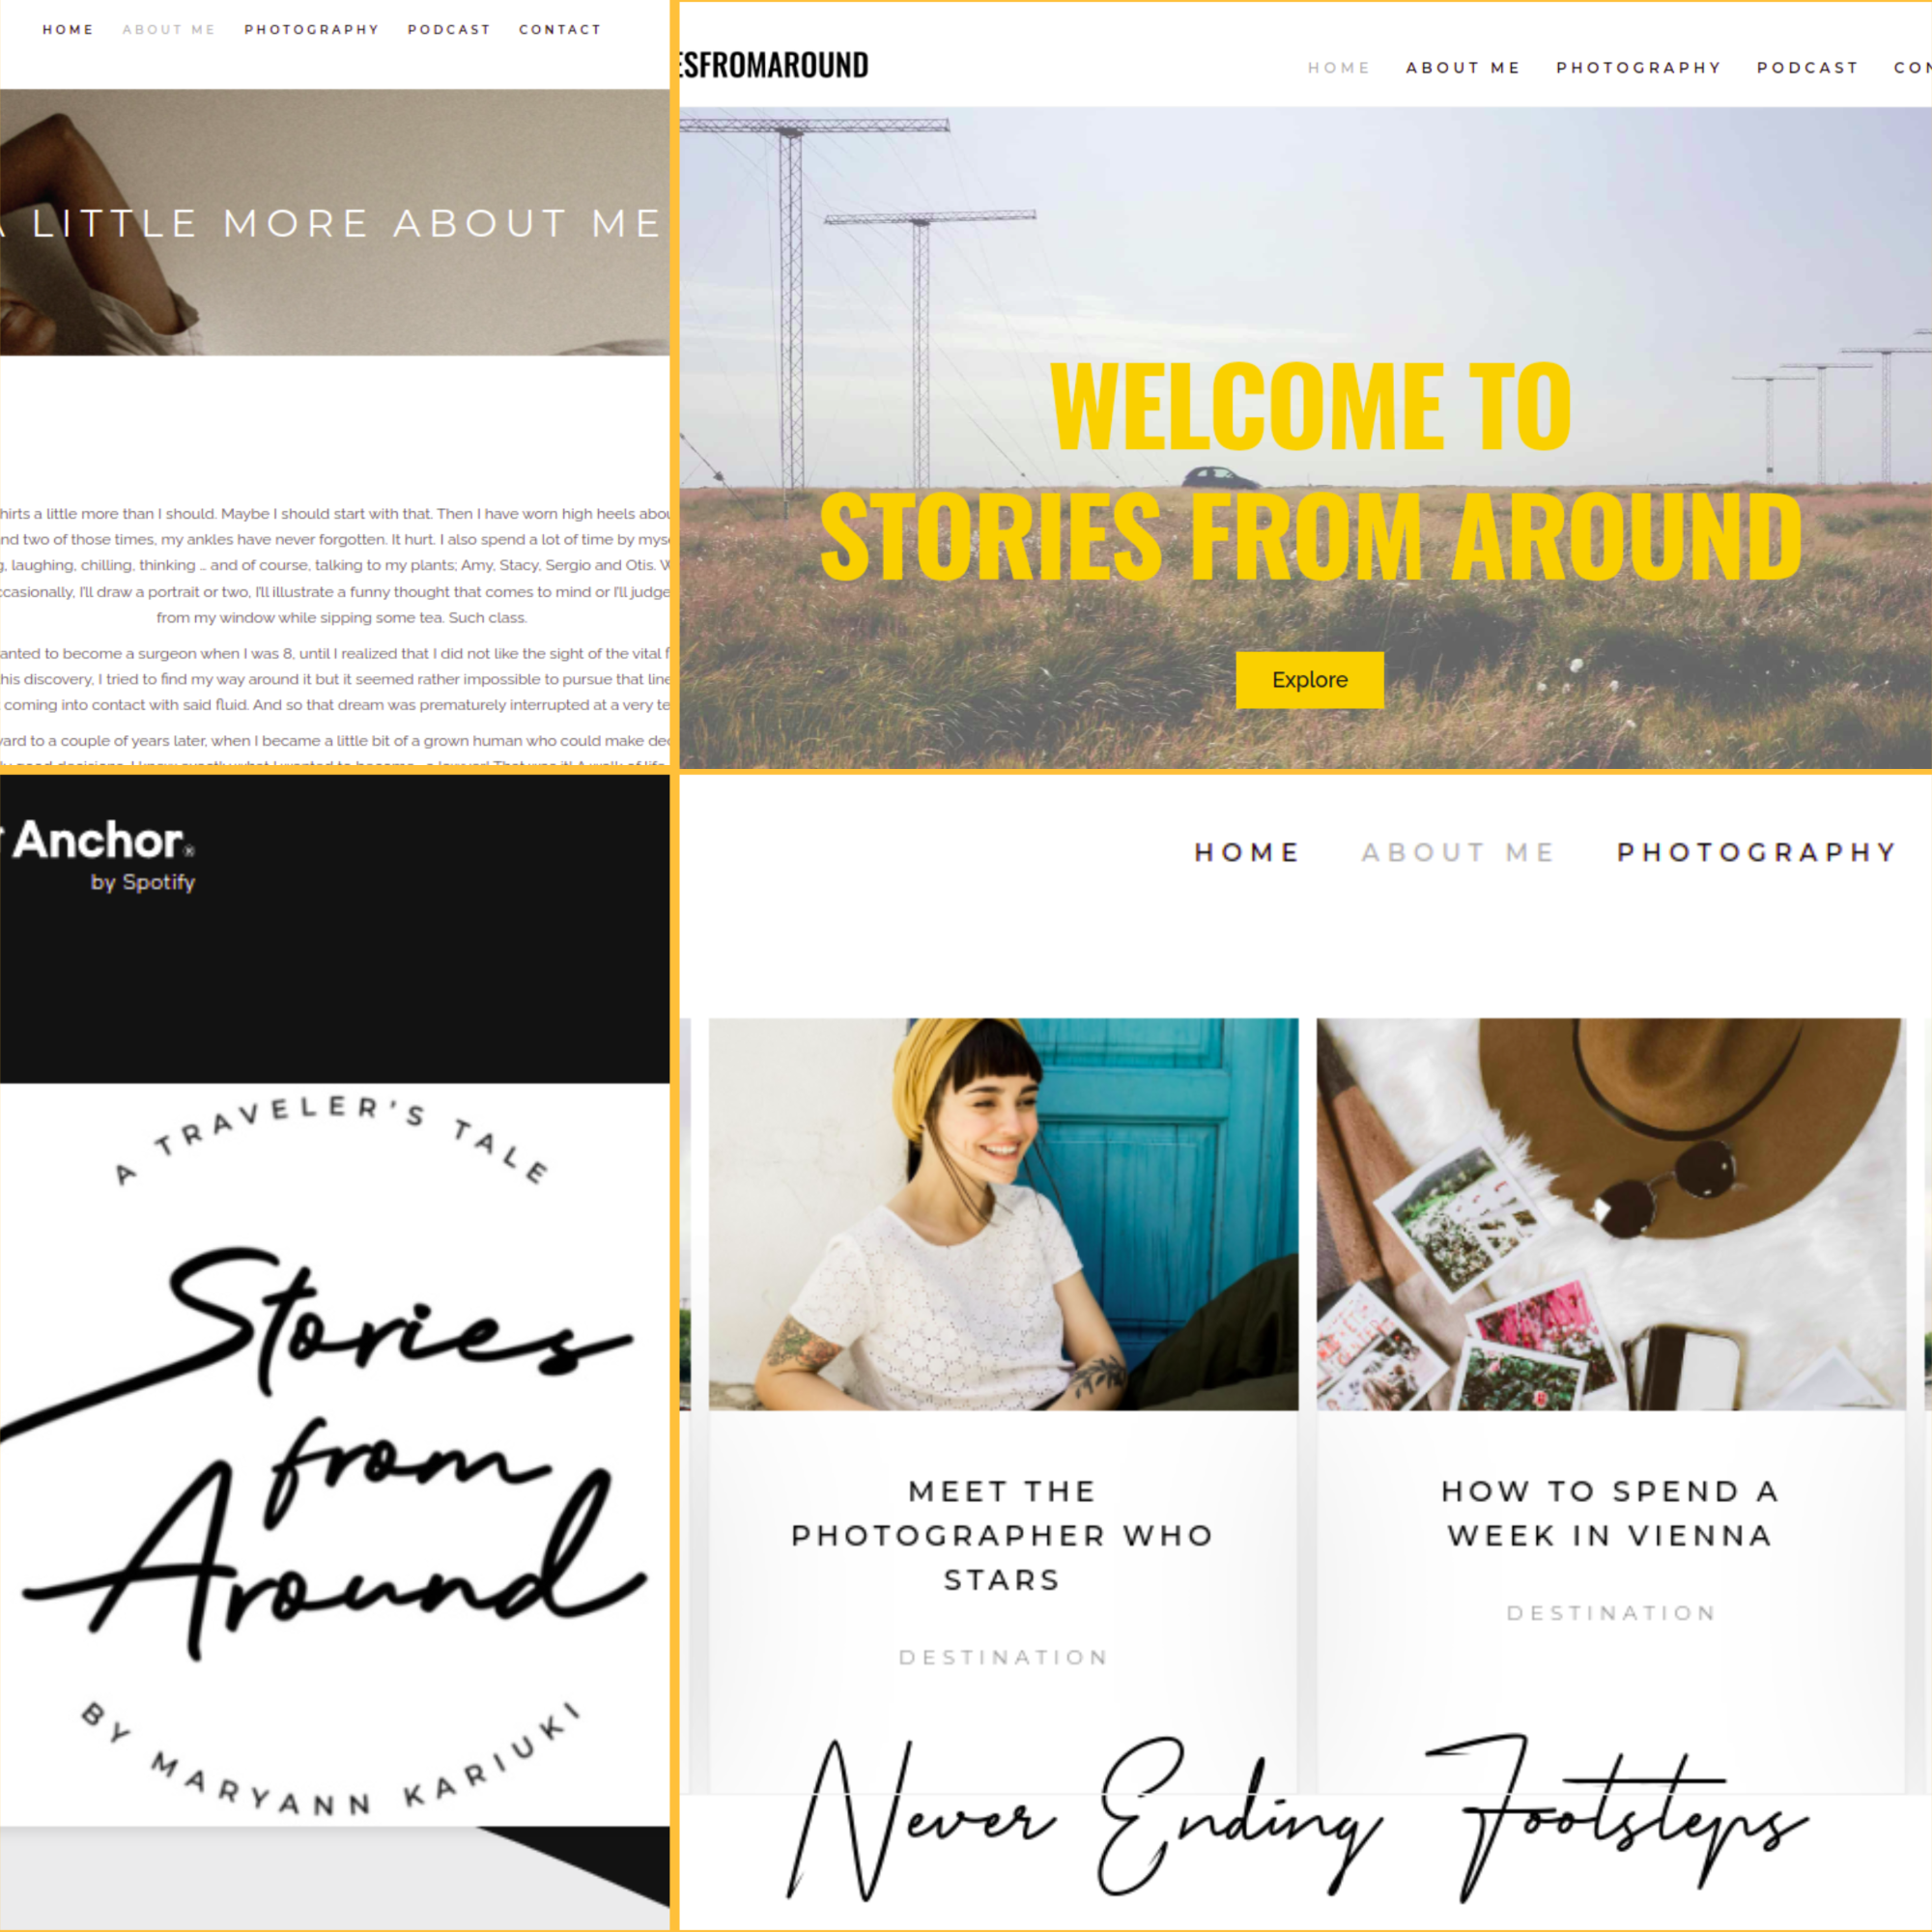 HOME ABOUT ME PHOTOGRAPHY PODCAST CONTACT
A LITTLE MORE ABOUT ME
hirts a little more than I should. Maybe I should start with that. Then I have worn high heels abou
nd two of those times, my ankles have never forgotten. It hurt. I also spend a lot of time by myse
g, laughing, chilling, thinking … and of course, talking to my plants; Amy, Stacy, Sergio and Otis. W
ccasionally, I'll draw a portrait or two, I'll illustrate a funny thought that comes to mind or I'll judge
from my window while sipping some tea. Such class.
anted to become a surgeon when I was 8, until I realized that I did not like the sight of the vital f
his discovery, I tried to find my way around it but it seemed rather impossible to pursue that line
coming into contact with said fluid. And so that dream was prematurely interrupted at a very te
vard to a couple of years later, when I became a little bit of a grown human who could make dec
ESFROMAROUND
HOME ABOUT ME PHOTOGRAPHY PODCAST CON
WELCOME TO
STORIES FROM AROUND
Explore
Anchor
by Spotify
A TRAVELER'S TALE
Stories
from
Around
BY MARYANN KARIUKI
HOME ABOUT ME PHOTOGRAPHY
MEET THE
PHOTOGRAPHER WHO
STARS
DESTINATION
HOW TO SPEND A
WEEK IN VIENNA
DESTINATION
Never Ending Footsteps